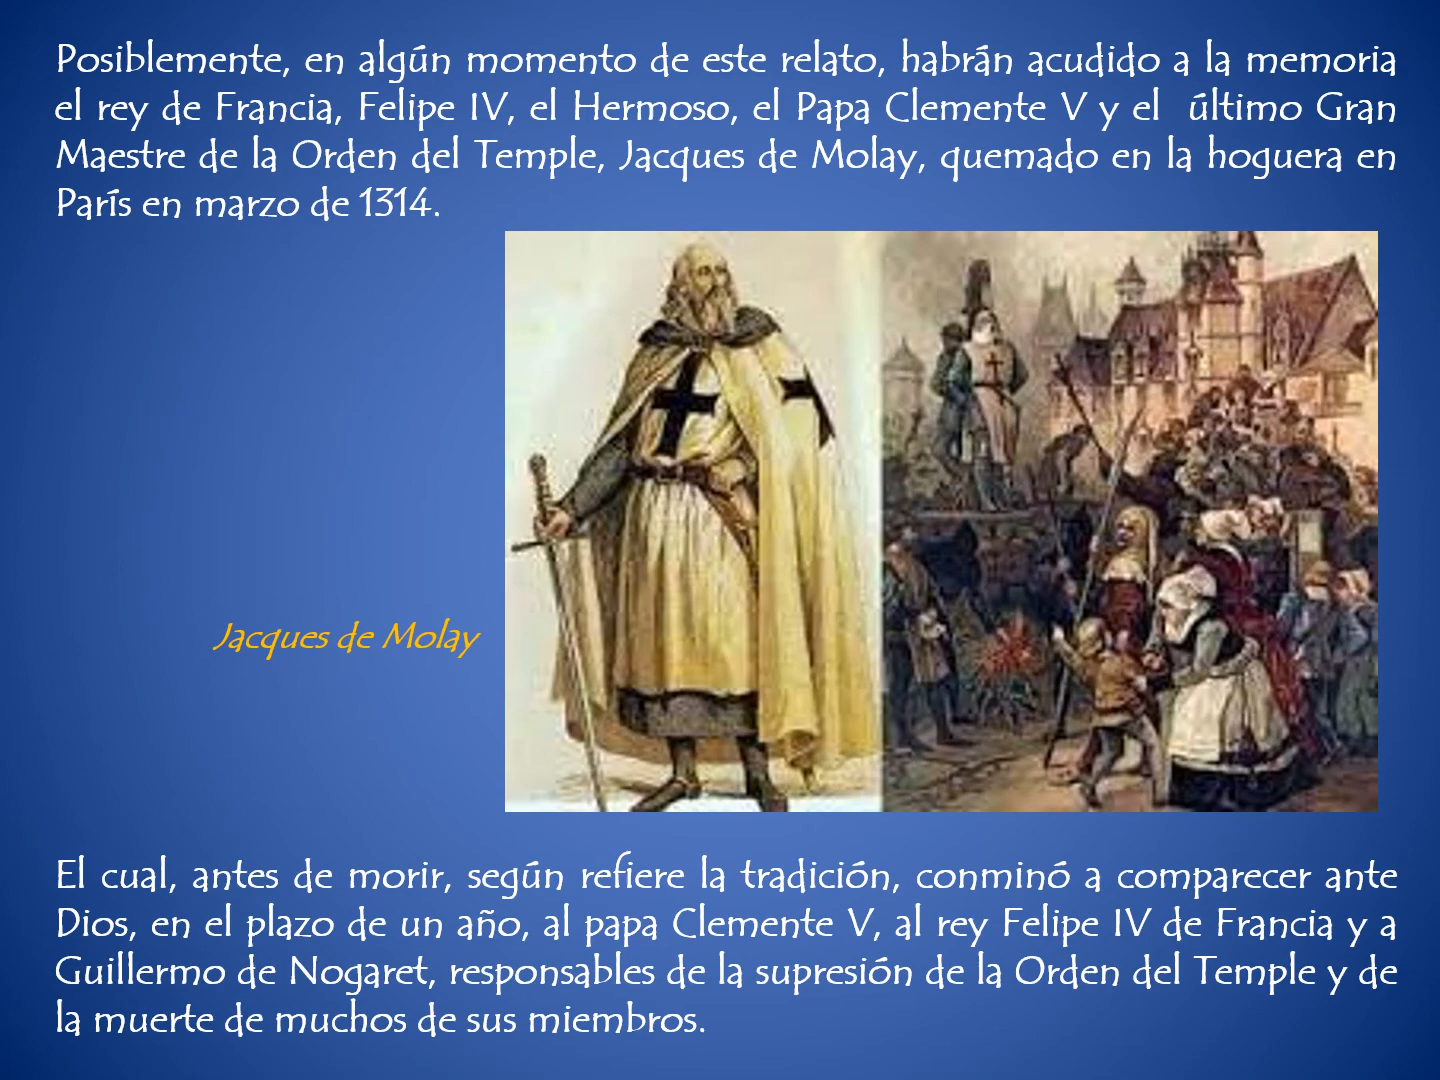 Posiblemente, en algún momento de este relato, habrán acudido a la memoria
el rey de Francia, Felipe IV, el Hermoso, el Papa Clemente V y el último Gran
Maestre de la Orden del Temple, Jacques de Molay, quemado en la hoguera en
París en marzo de 1314.
Jacques de Molay
El cual, antes de morir, según refiere la tradición, conminó a comparecer ante
Dios, en el plazo de un año, al papa Clemente V, al rey Felipe IV de Francia y a
Guillermo de Nogaret, responsables de la supresión de la Orden del Temple y de
la muerte de muchos de sus miembros.